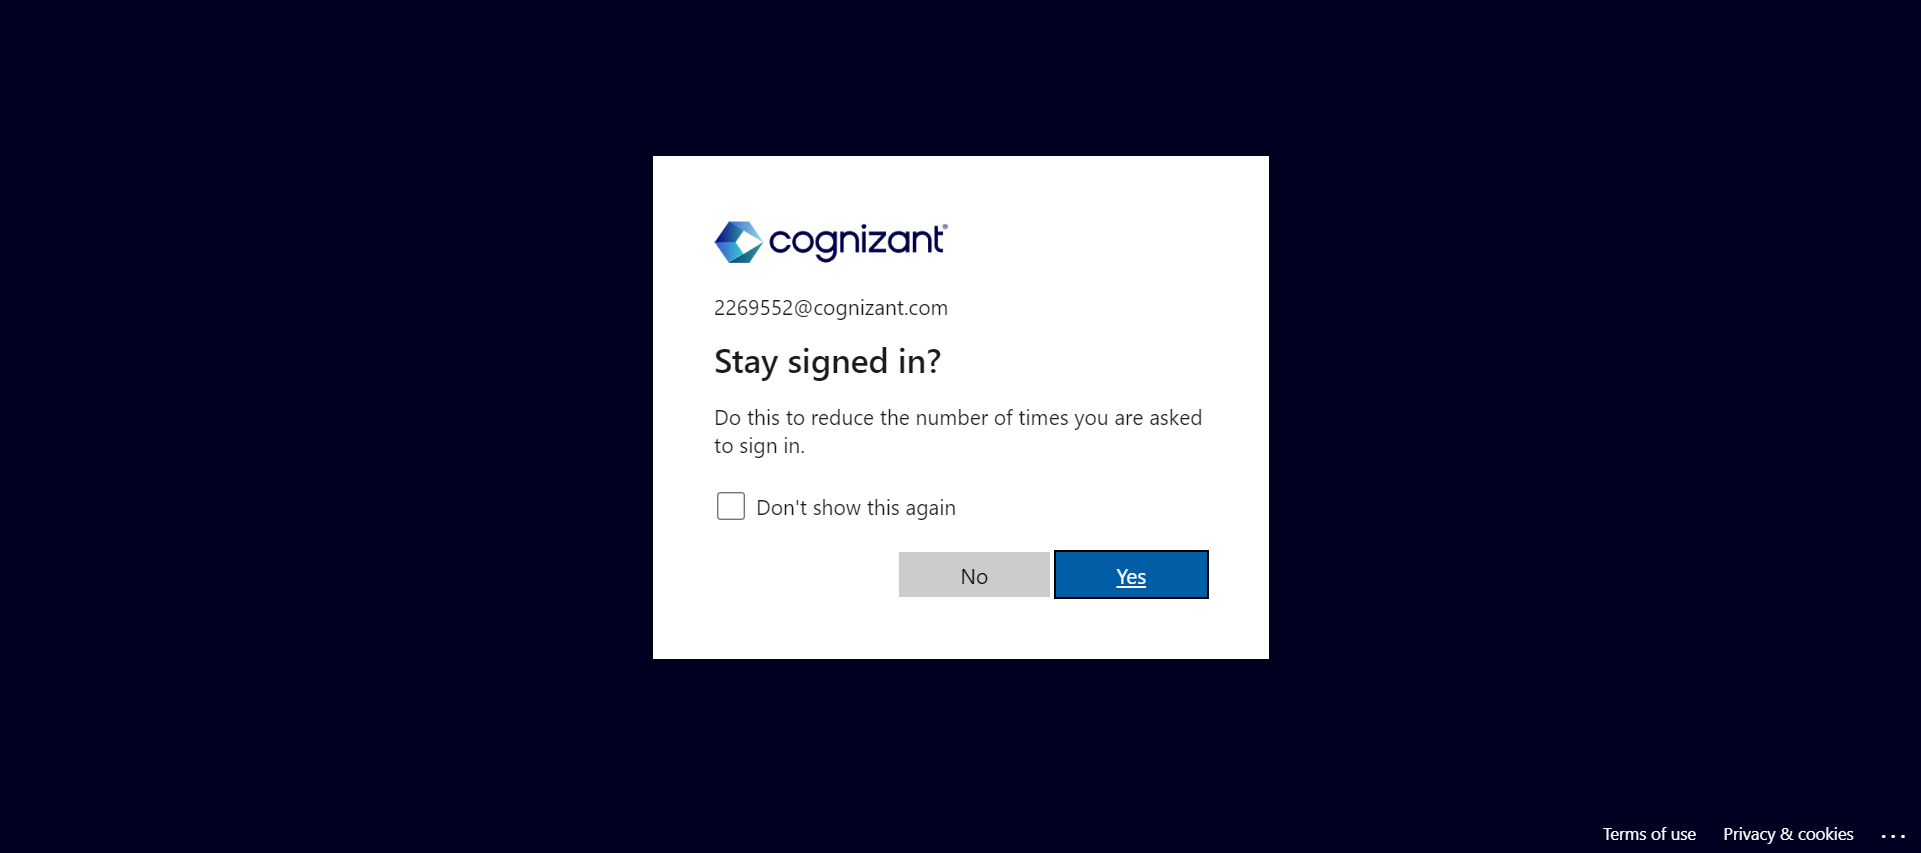 cognizant®
2269552@cognizant.com
Stay signed in?
Do this to reduce the number of times you are asked
to sign in.
Don't show this again
No Yes
Terms of use Privacy & cookies ...